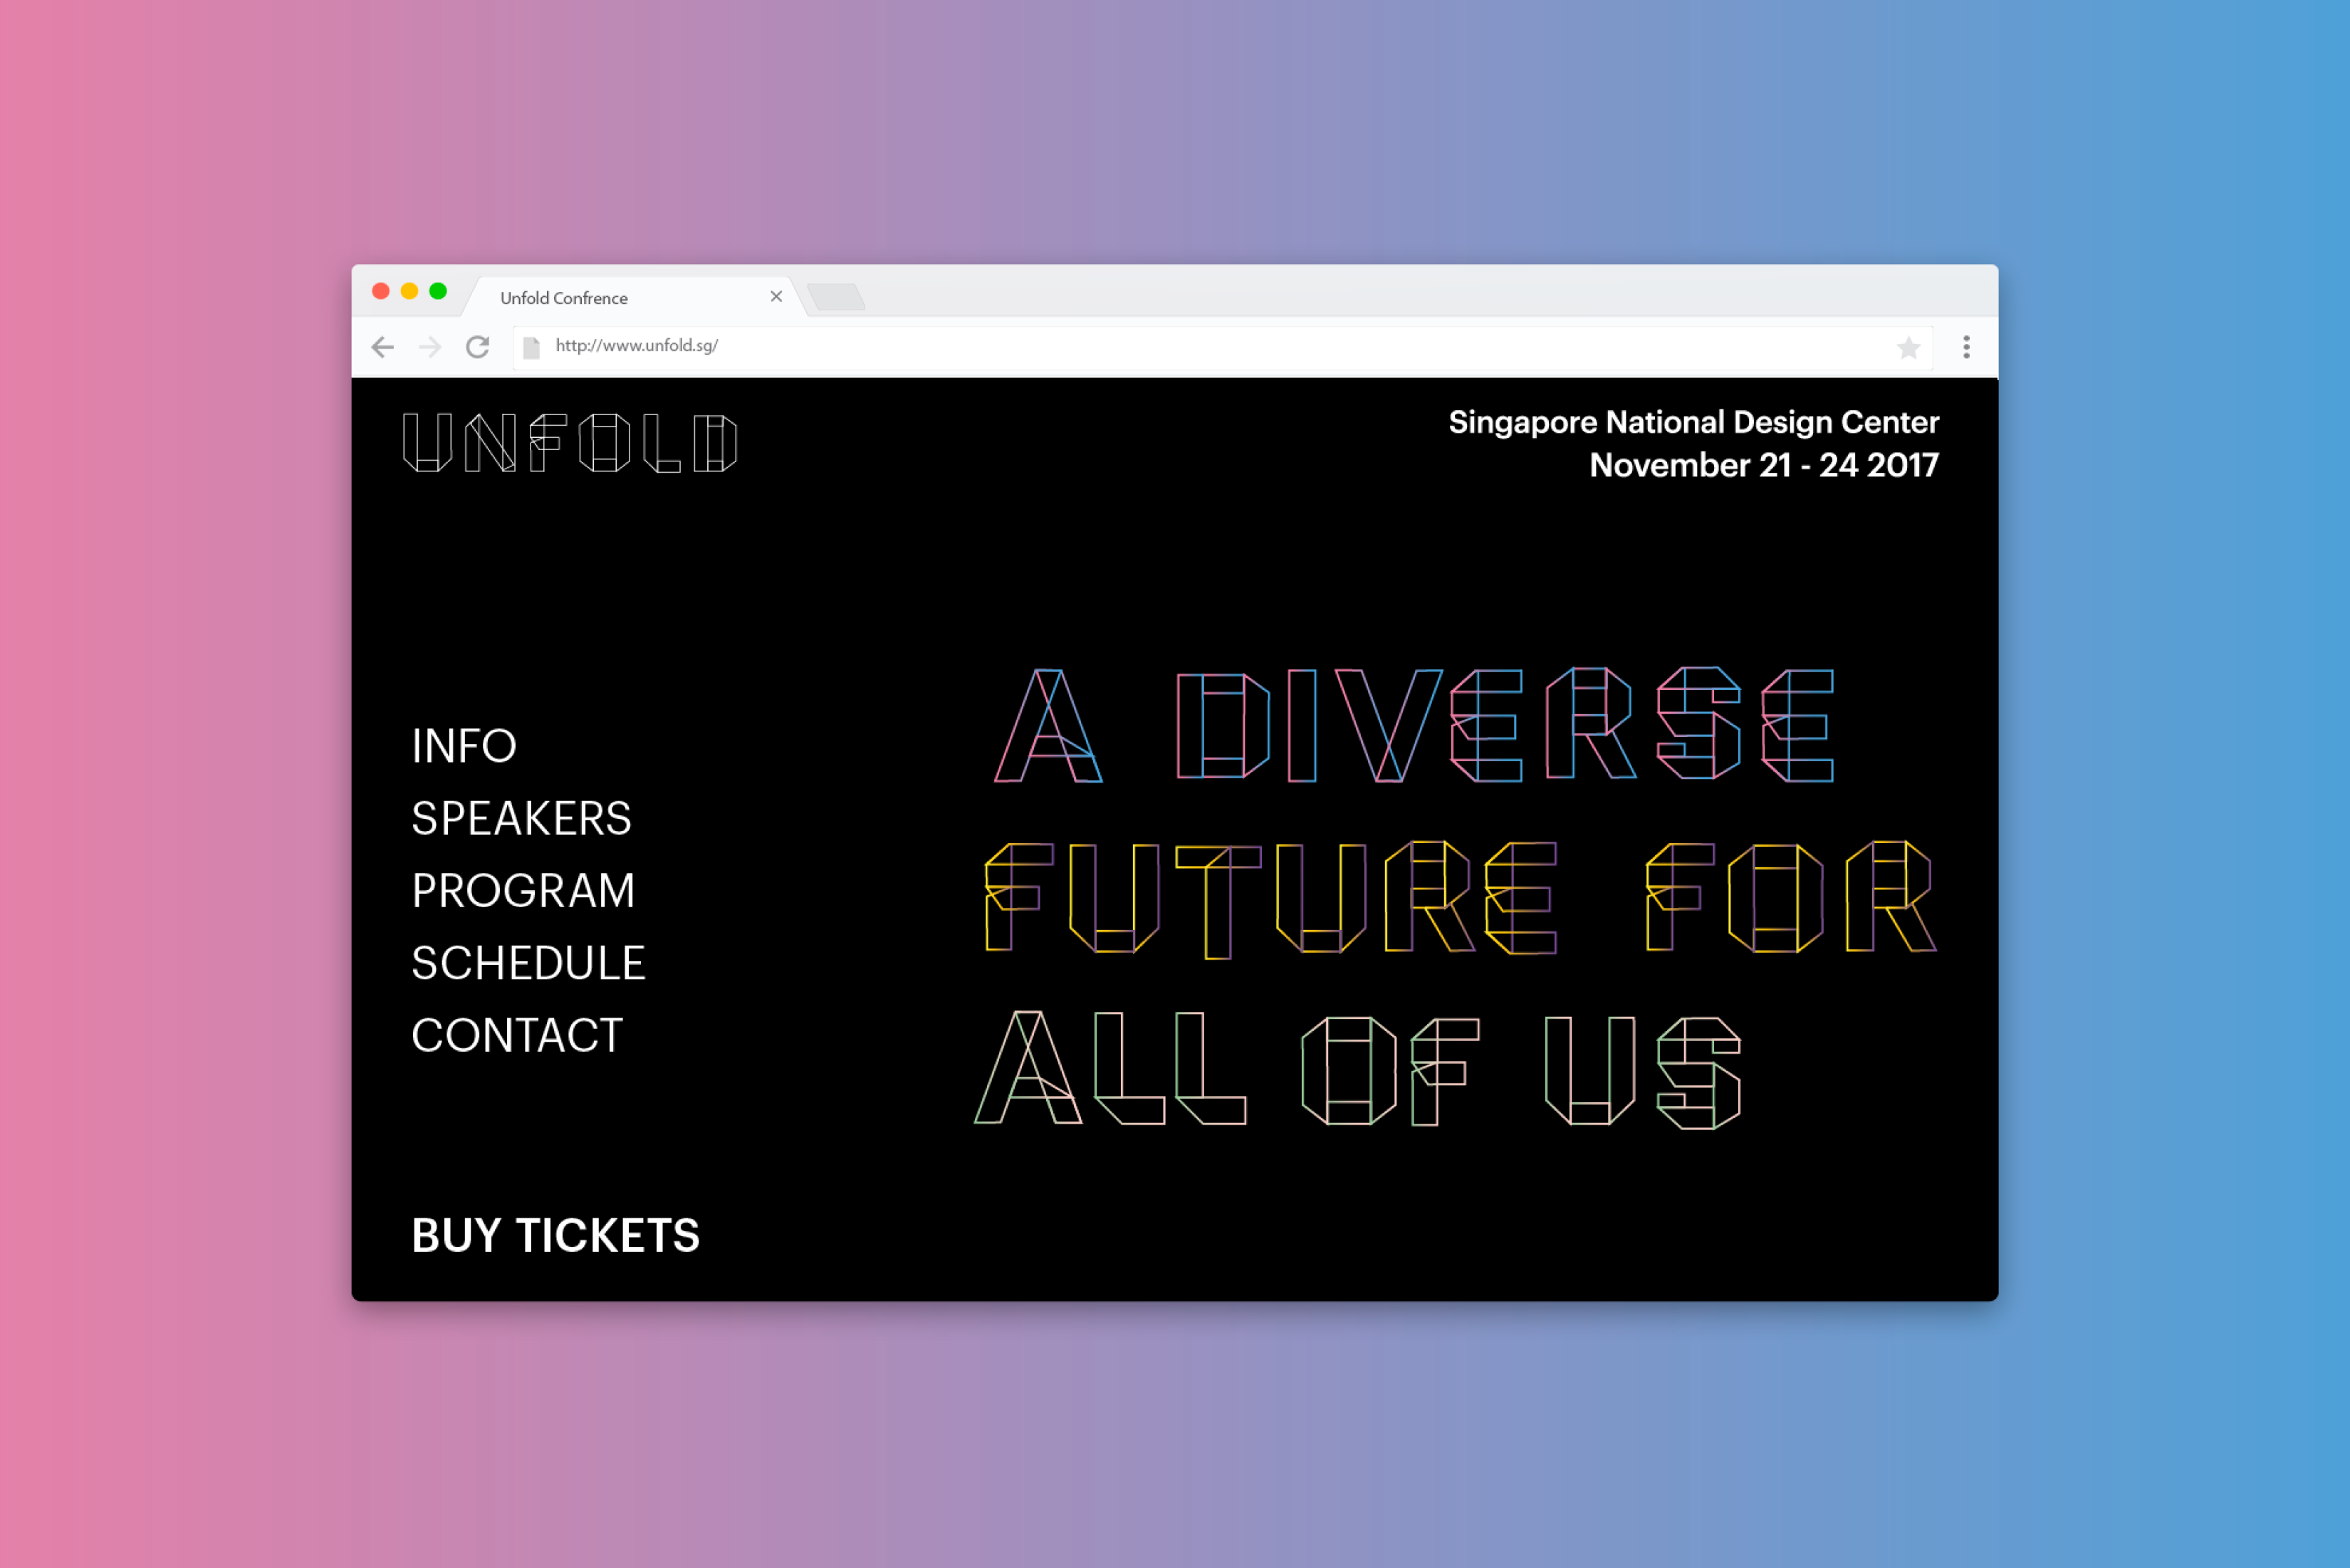 Unfold Confrence
http://www.unfold.sg/
UNFOLD
Singapore National Design Center
November 21 - 24 2017
INFO
SPEAKERS
PROGRAM
SCHEDULE
CONTACT
BUY TICKETS
A DIVERSE
FUTURE FOR
ALL OF US